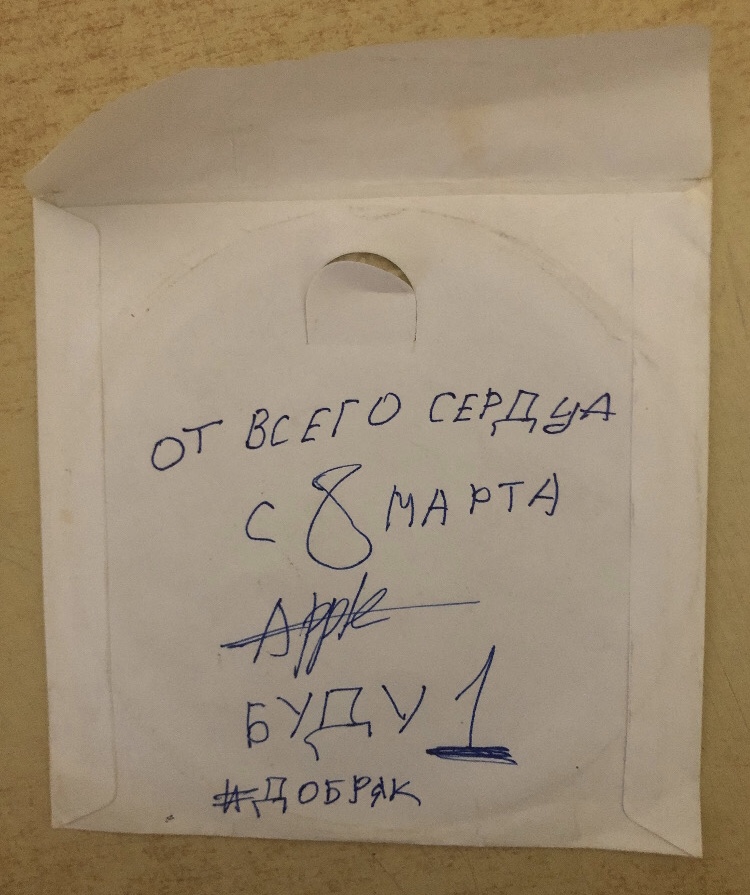 ОТ ВСЕГО СЕРДЦА
С 8 МАРТА
Apple
БУДУ 1
#ДОБРЯК